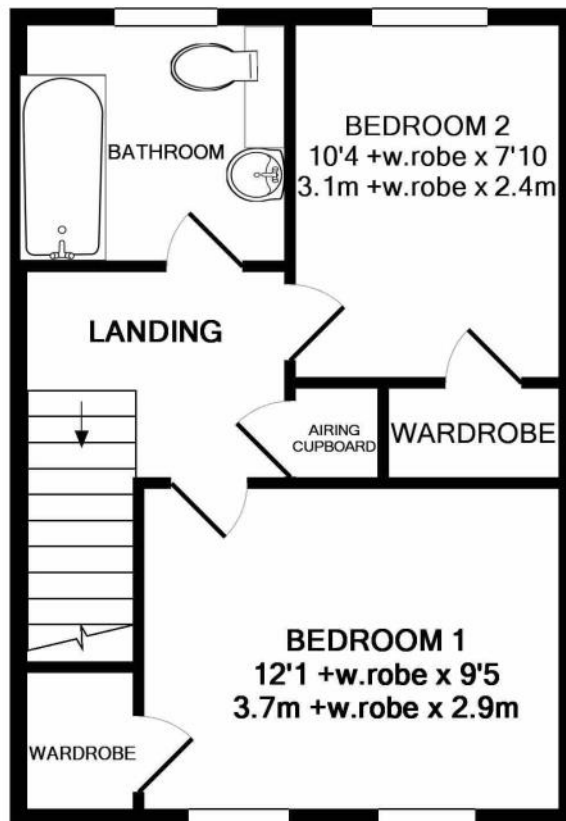 BATHROOM
BEDROOM 2
10'4 +w.robe x 7'10
3.1m +w.robe x 2.4m
LANDING
AIRING
CUPBOARD
WARDROBE
BEDROOM 1
12'1 +w.robe x 9'5
3.7m +w.robe x 2.9m
WARDROBE